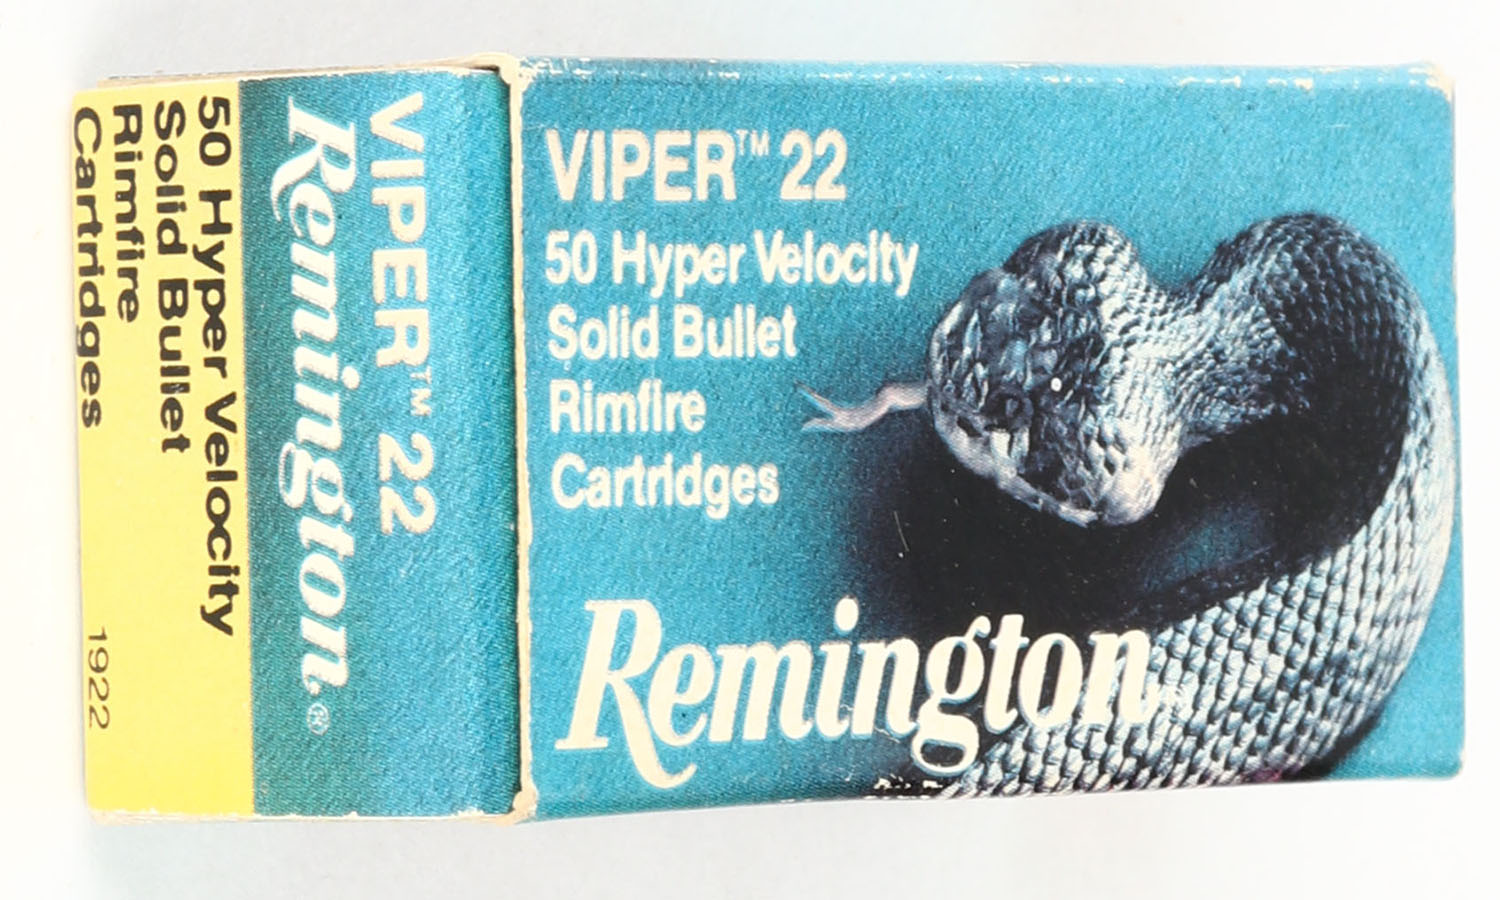 VIPER™ 22
50 Hyper Velocity
Solid Bullet
Rimfire
Cartridges
Remington®
VIPER™ 22
Remington®
50 Hyper Velocity
Solid Bullet
Rimfire
Cartridges
1922